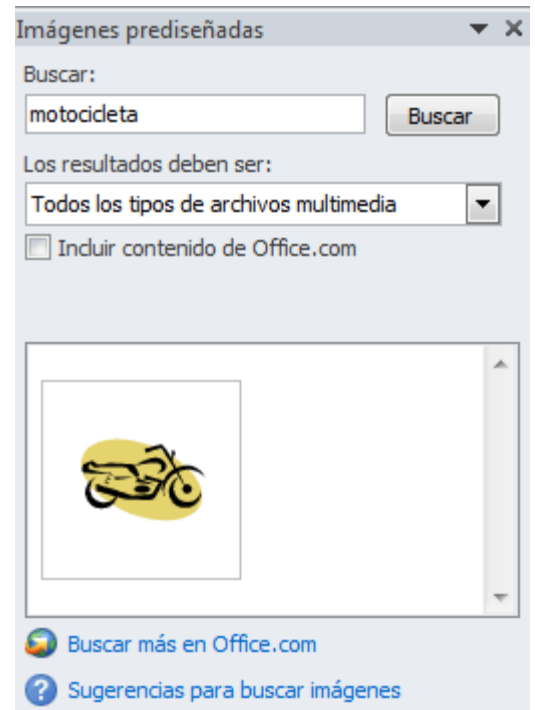 Imágenes prediseñadas
Buscar:
motocicleta
Buscar
Los resultados deben ser:
Todos los tipos de archivos multimedia
Incluir contenido de Office.com
Buscar más en Office.com
Sugerencias para buscar imágenes